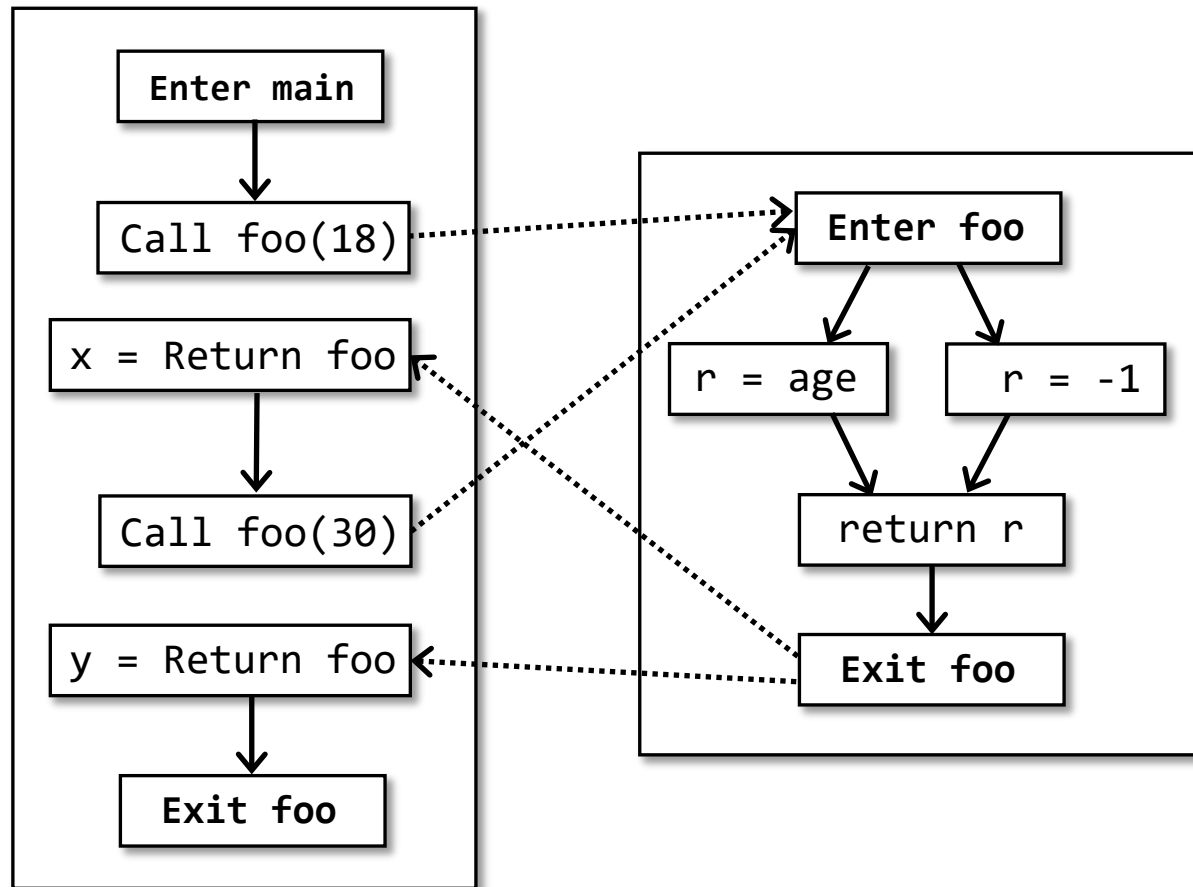 Enter main
Call foo(18)
x = Return foo
Call foo(30)
y = Return foo
Exit foo
Enter foo
r = age
r = -1
return r
Exit foo